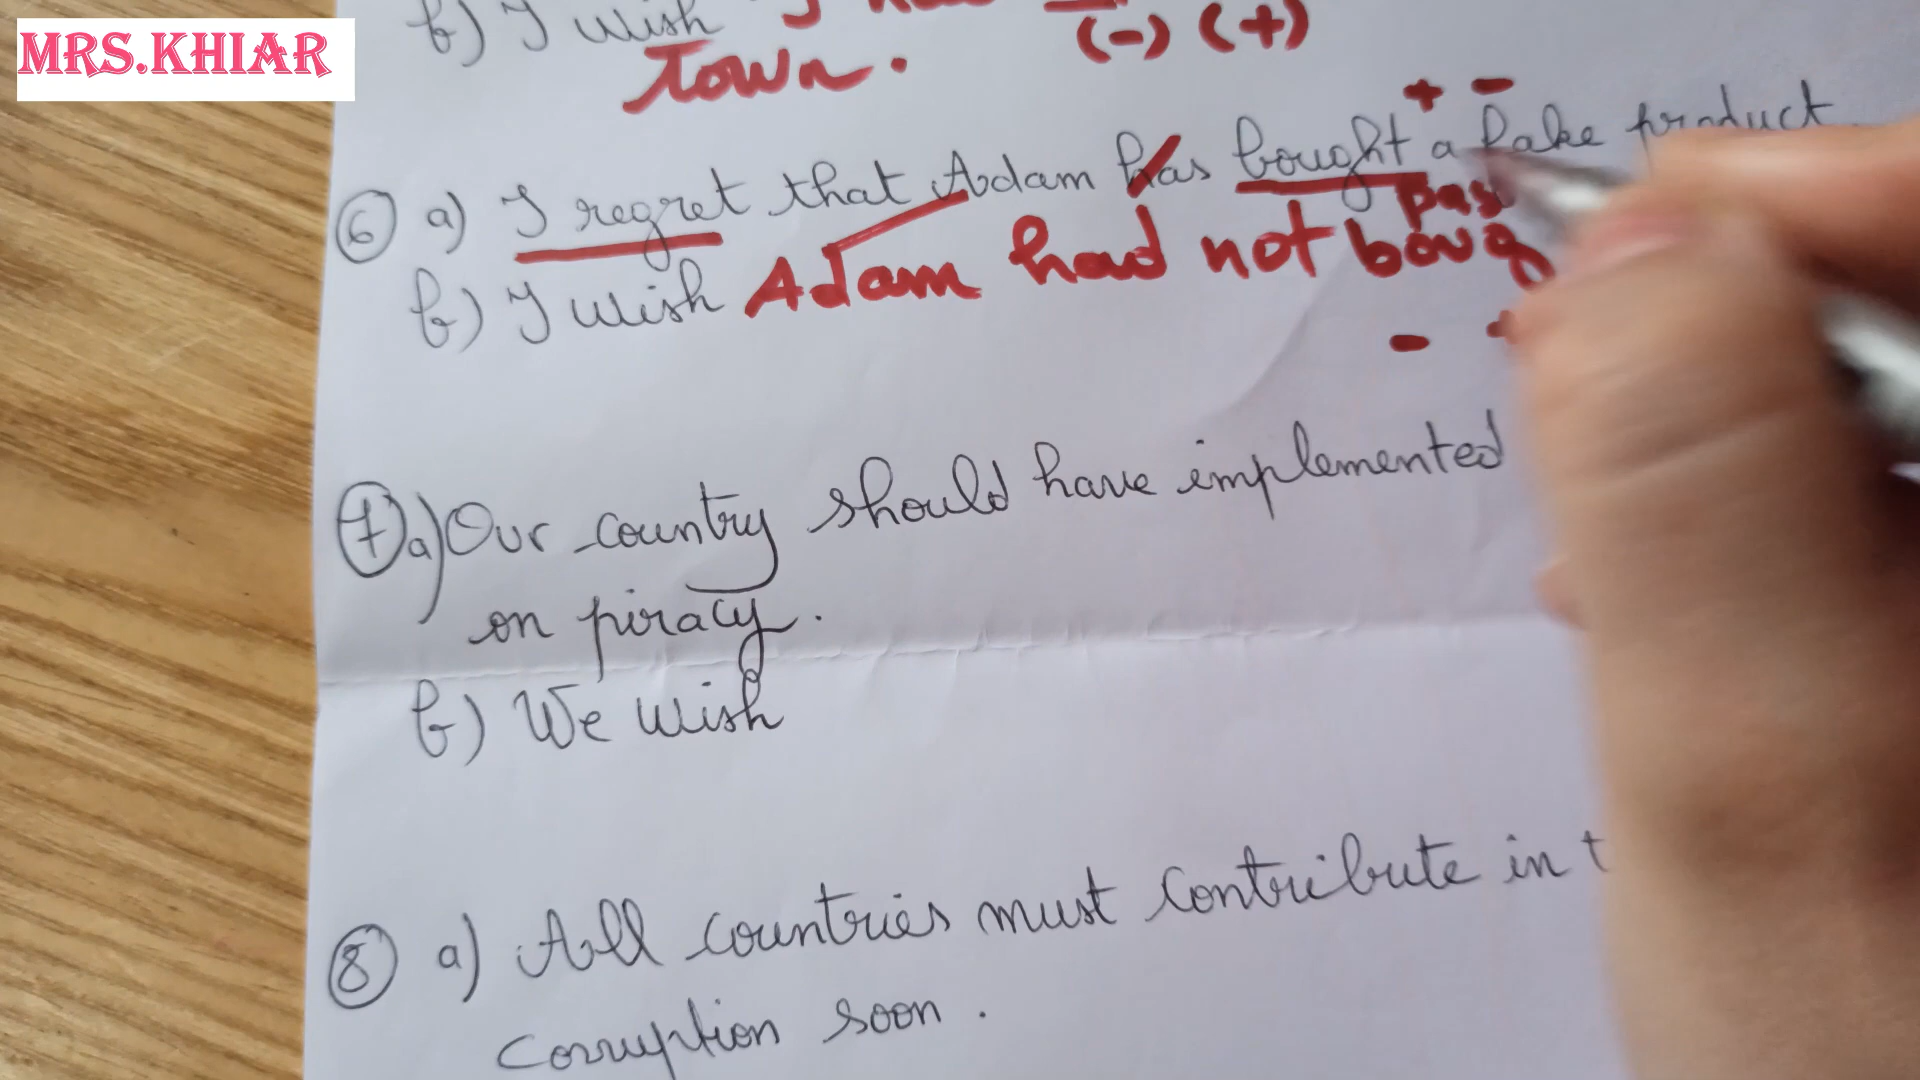 MRS.KHIAR
b) I wish I
town. (-) (+)
+ -
6 a) I regret that Adam has bought a fake product
past
b) I wish Adam had not boug
- +
7 a) Our country should have implemented
on piracy.
b) We wish
8 a) All countries must contribute in t
corruption soon.